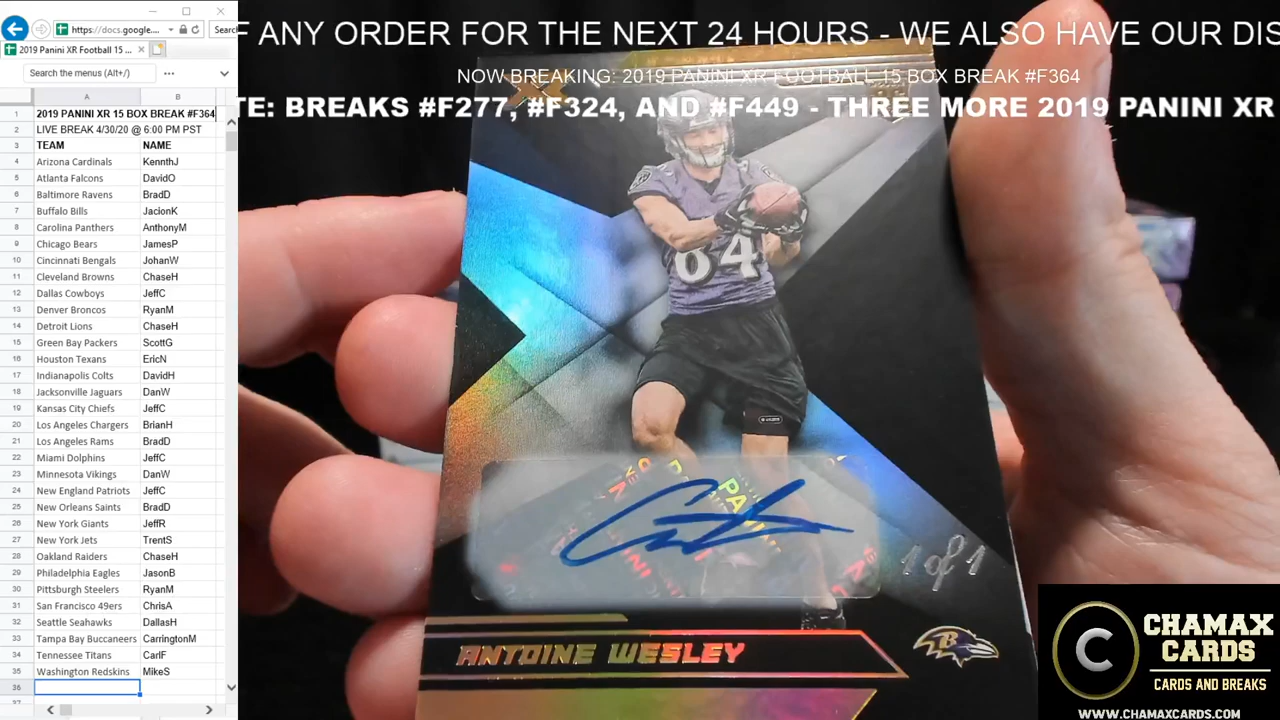 https://docs.google.... Searc
2019 Panini XR Football 15 ...
Search the menus (Alt+/)
A B
1 2019 PANINI XR 15 BOX BREAK #F364
2 LIVE BREAK 4/30/20 @ 6:00 PM PST
3 TEAM NAME
4 Arizona Cardinals KennthJ
5 Atlanta Falcons DavidO
6 Baltimore Ravens BradD
7 Buffalo Bills JacionK
8 Carolina Panthers AnthonyM
9 Chicago Bears JamesP
10 Cincinnati Bengals JohanW
11 Cleveland Browns ChaseH
12 Dallas Cowboys JeffC
13 Denver Broncos RyanM
14 Detroit Lions ChaseH
15 Green Bay Packers ScottG
16 Houston Texans EricN
17 Indianapolis Colts DavidH
18 Jacksonville Jaguars DanW
19 Kansas City Chiefs JeffC
20 Los Angeles Chargers BrianH
21 Los Angeles Rams BradD
22 Miami Dolphins JeffC
23 Minnesota Vikings DanW
24 New England Patriots JeffC
25 New Orleans Saints BradD
26 New York Giants JeffR
27 New York Jets TrentS
28 Oakland Raiders ChaseH
29 Philadelphia Eagles JasonB
30 Pittsburgh Steelers RyanM
31 San Francisco 49ers ChrisA
32 Seattle Seahawks DallasH
33 Tampa Bay Buccaneers CarringtonM
34 Tennessee Titans CarlF
35 Washington Redskins MikeS
36
F ANY ORDER FOR THE NEXT 24 HOURS - WE ALSO HAVE OUR DIS
NOW BREAKING: 2019 PANINI XR FOOTBALL 15 BOX BREAK #F364
TE: BREAKS #F277, #F324, AND #F449 - THREE MORE 2019 PANINI XR
XR
84
PANINI
1 of 1
ANTOINE WESLEY
B
C
CHAMAX
CARDS
CARDS AND BREAKS
WWW.CHAMAXCARDS.COM